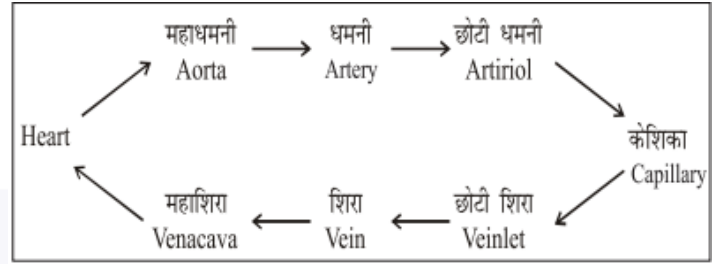 महाधमनी
Aorta
धमनी
Artery
छोटी धमनी
Artiriol
Heart
केशिका
Capillary
महाशिरा
Venacava
शिरा
Vein
छोटी शिरा
Veinlet